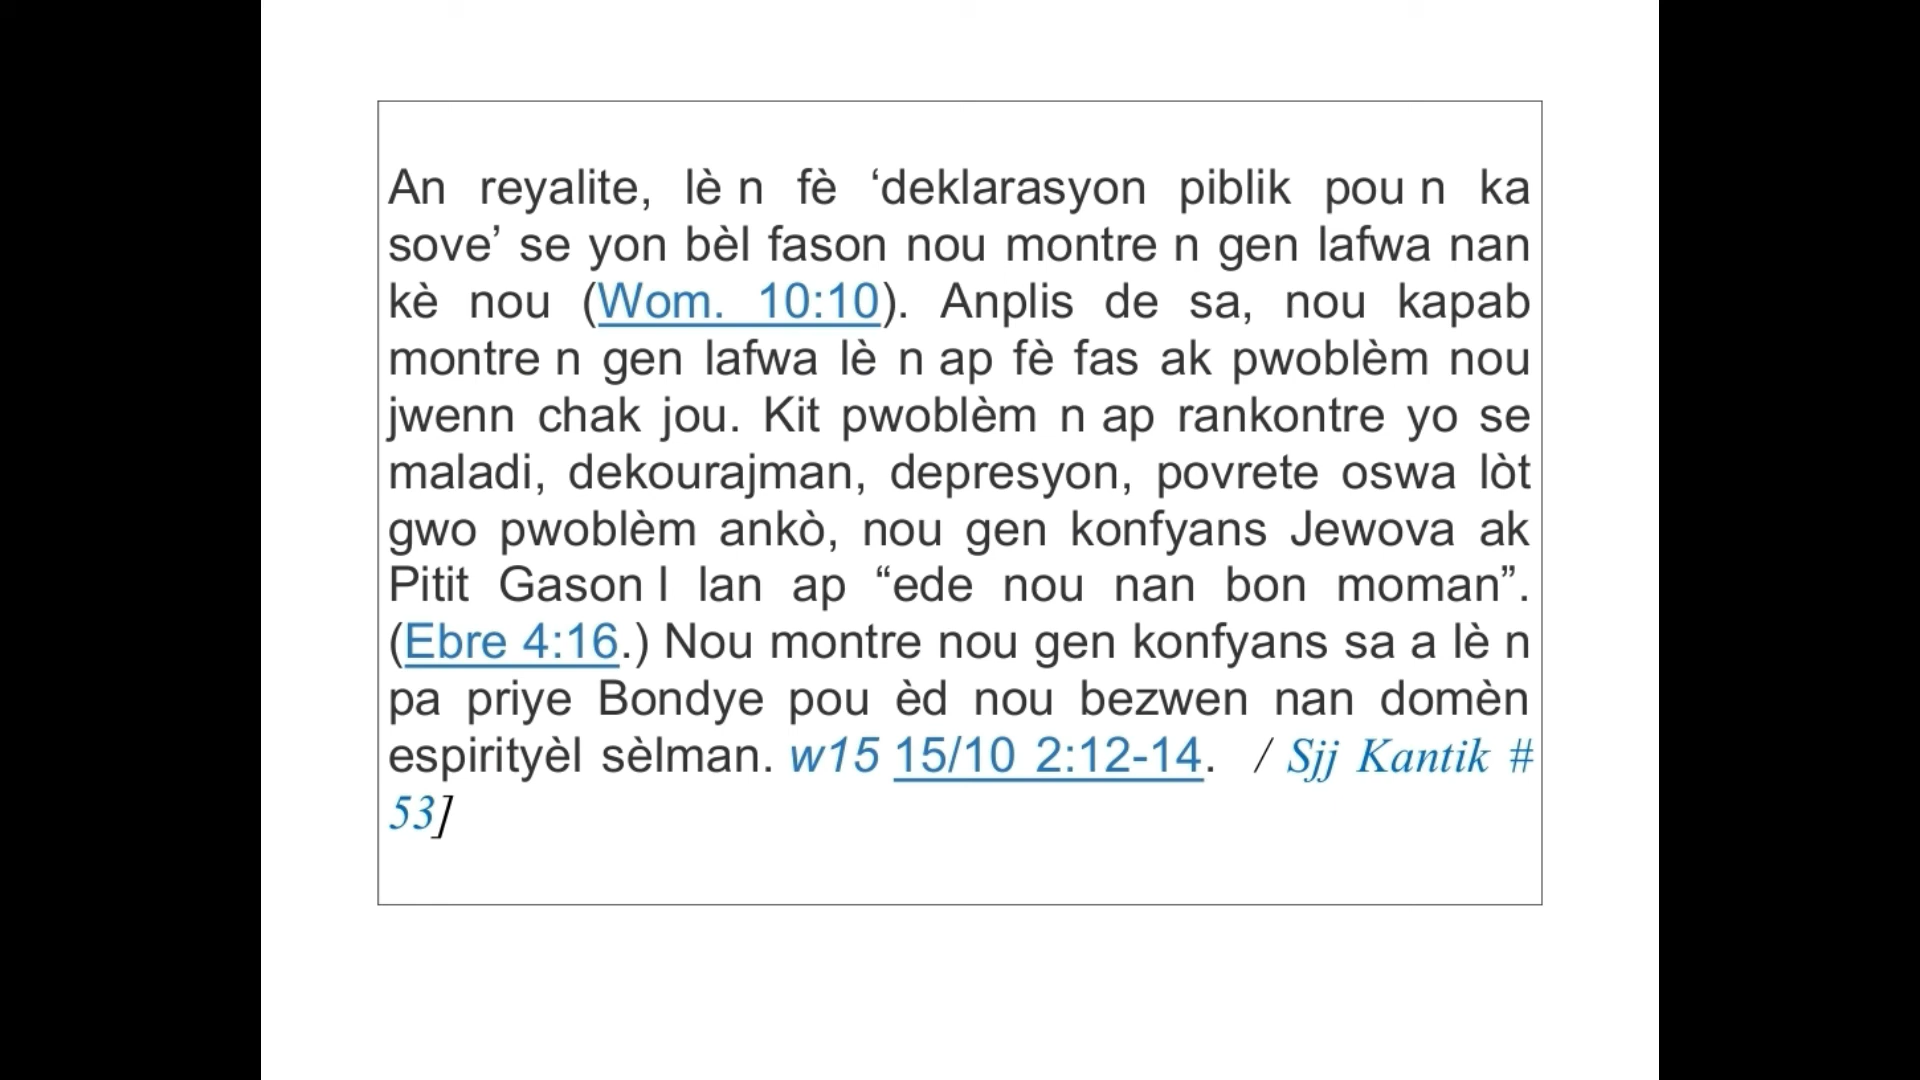 An reyalite, lè n fè ‘deklarasyon piblik pou n ka
sove’ se yon bèl fason nou montre n gen lafwa nan
kè nou (Wom. 10:10). Anplis de sa, nou kapab
montre n gen lafwa lè n ap fè fas ak pwoblèm nou
jwenn chak jou. Kit pwoblèm n ap rankontre yo se
maladi, dekourajman, depresyon, povrete oswa lòt
gwo pwoblèm ankò, nou gen konfyans Jewova ak
Pitit Gason l lan ap “ede nou nan bon moman”.
(Ebre 4:16.) Nou montre nou gen konfyans sa a lè n
pa priye Bondye pou èd nou bezwen nan domèn
espirityèl sèlman. w15 15/10 2:12-14. / Sjj Kantik #
53]